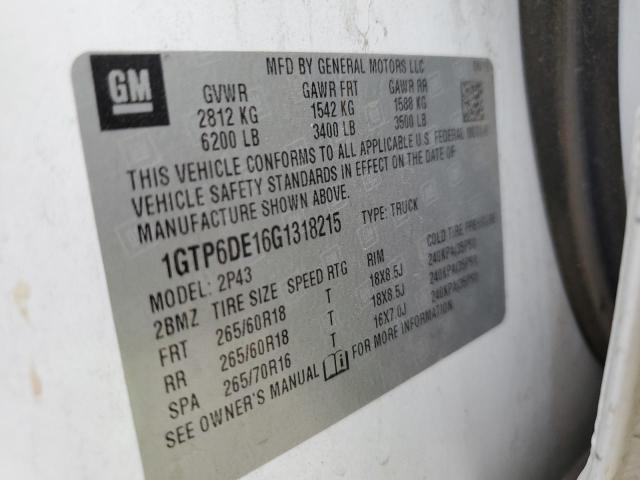 GM
MFD BY GENERAL MOTORS LLC
GVWR GAWR FRT GAWR RR
2812 KG 1542 KG 1588 KG
6200 LB 3400 LB 3500 LB
THIS VEHICLE CONFORMS TO ALL APPLICABLE U.S. FEDERAL MOTOR
VEHICLE SAFETY STANDARDS IN EFFECT ON THE DATE OF
MANUFACTURE SHOWN ABOVE.
1GTP6DE16G1318215 TYPE: TRUCK
MODEL: 2P43
2BMZ TIRE SIZE SPEED RTG RIM COLD TIRE PRESSURE
FRT 265/60R18 T 18X8.5J 240KPA(35PSI)
RR 265/60R18 T 18X8.5J 240KPA(35PSI)
SPA 265/70R16 T 16X7.0J 240KPA(35PSI)
SEE OWNER'S MANUAL FOR MORE INFORMATION